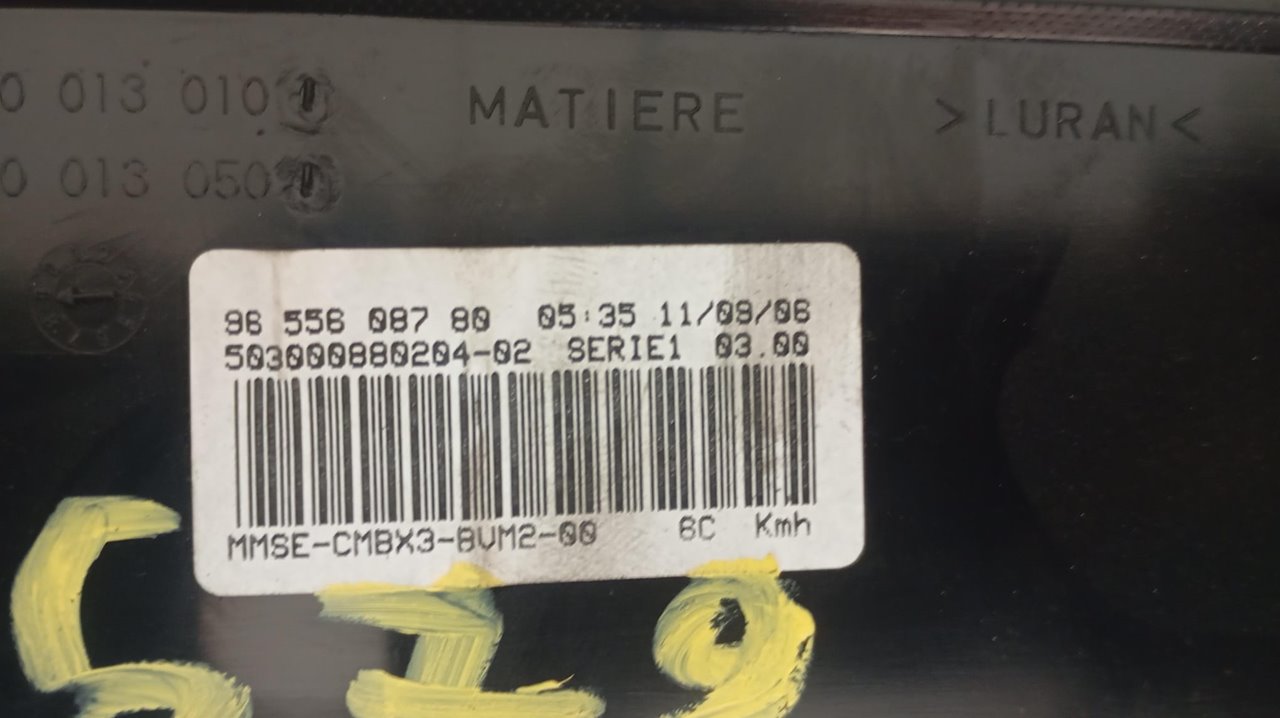 0 013 010 MATIERE >LURAN<
0 013 050
96 556 087 80 05:35 11/09/06
503000880204-02 SERIE1 03.00
MMSE-CMBX3-BVM2-00 BC Kmh